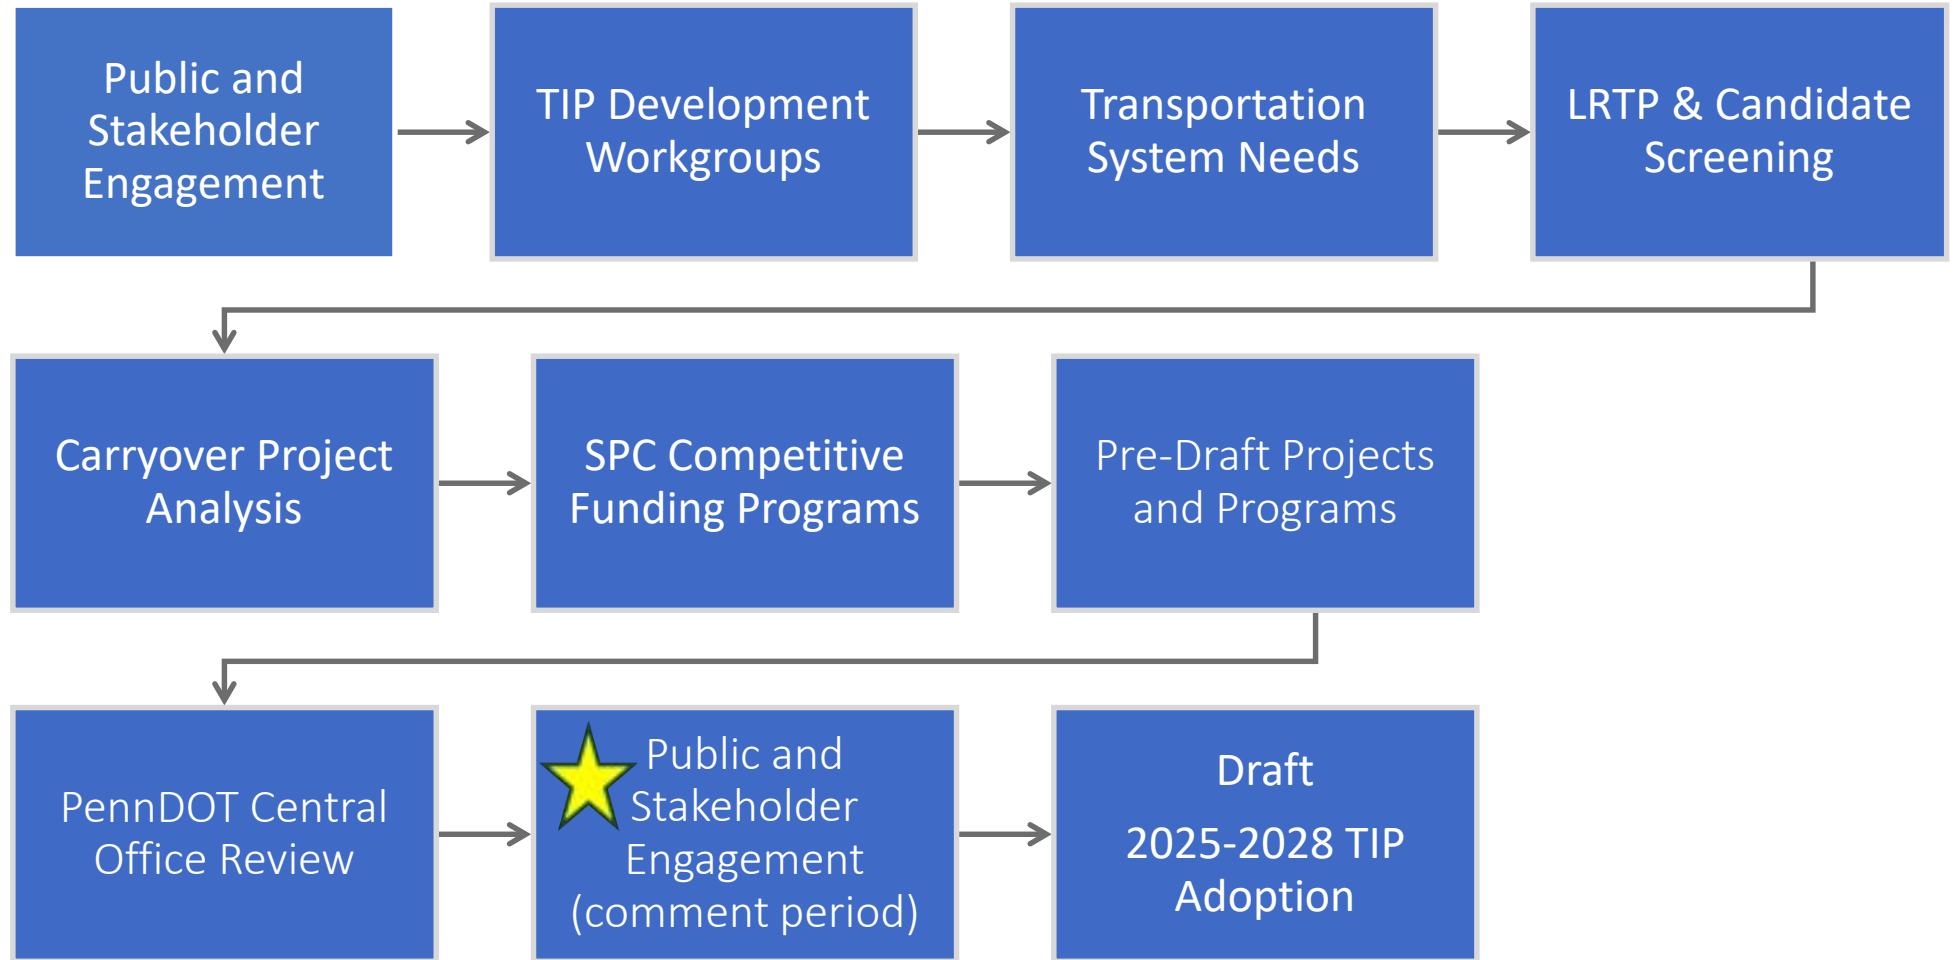 Public and
Stakeholder
Engagement
TIP Development
Workgroups
Transportation
System Needs
LRTP & Candidate
Screening
Carryover Project
Analysis
SPC Competitive
Funding Programs
Pre-Draft Projects
and Programs
PennDOT Central
Office Review
Public and
Stakeholder
Engagement
(comment period)
Draft
2025-2028 TIP
Adoption